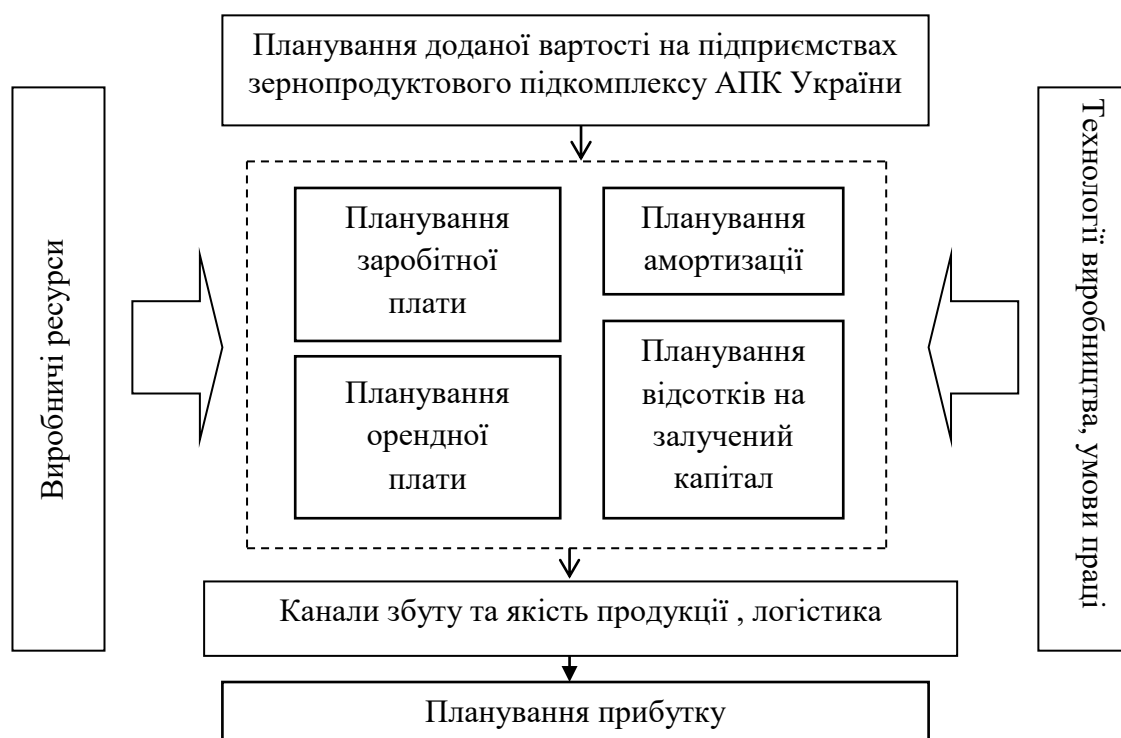 Планування доданої вартості на підприємствах
зернопродуктового підкомплексу АПК України
Виробничі ресурси
Планування
заробітної
плати
Планування
амортизації
Планування
орендної
плати
Планування
відсотків на
залучений
капітал
Технології виробництва, умови праці
Канали збуту та якість продукції , логістика
Планування прибутку